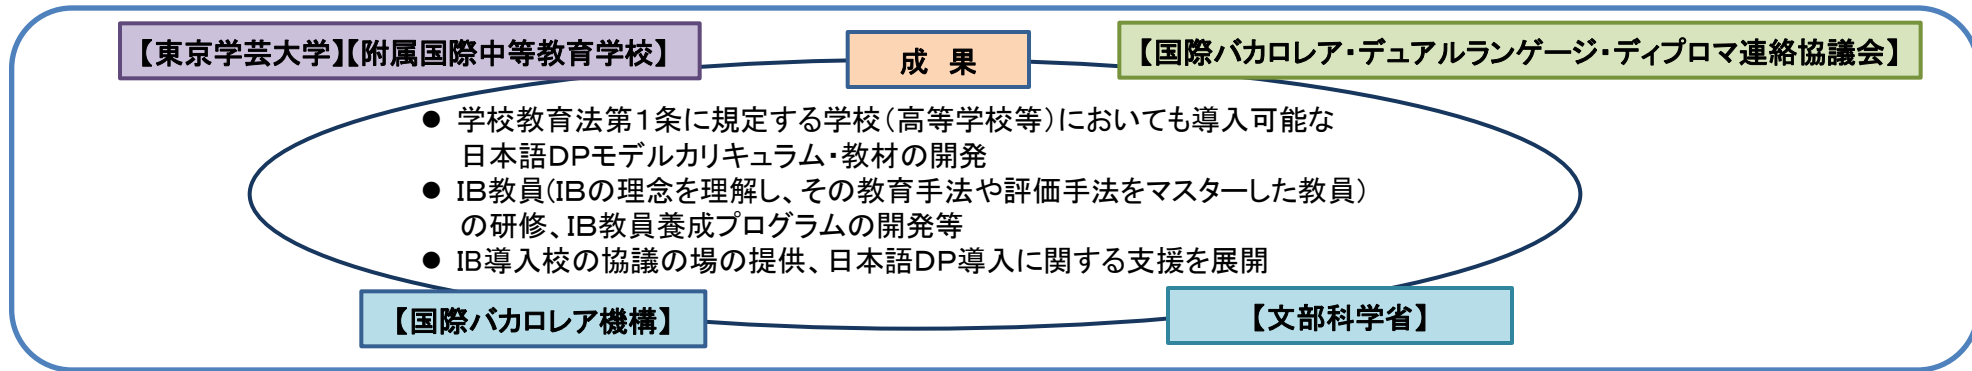 【東京学芸大学】【附属国際中等教育学校】
成 果
【国際バカロレア・デュアルランゲージ・ディプロマ連絡協議会】
● 学校教育法第１条に規定する学校（高等学校等）においても導入可能な
日本語DPモデルカリキュラム・教材の開発
● IB教員(IBの理念を理解し、その教育手法や評価手法をマスターした教員)
の研修、IB教員養成プログラムの開発等
● IB導入校の協議の場の提供、日本語DP導入に関する支援を展開
【国際バカロレア機構】
【文部科学省】